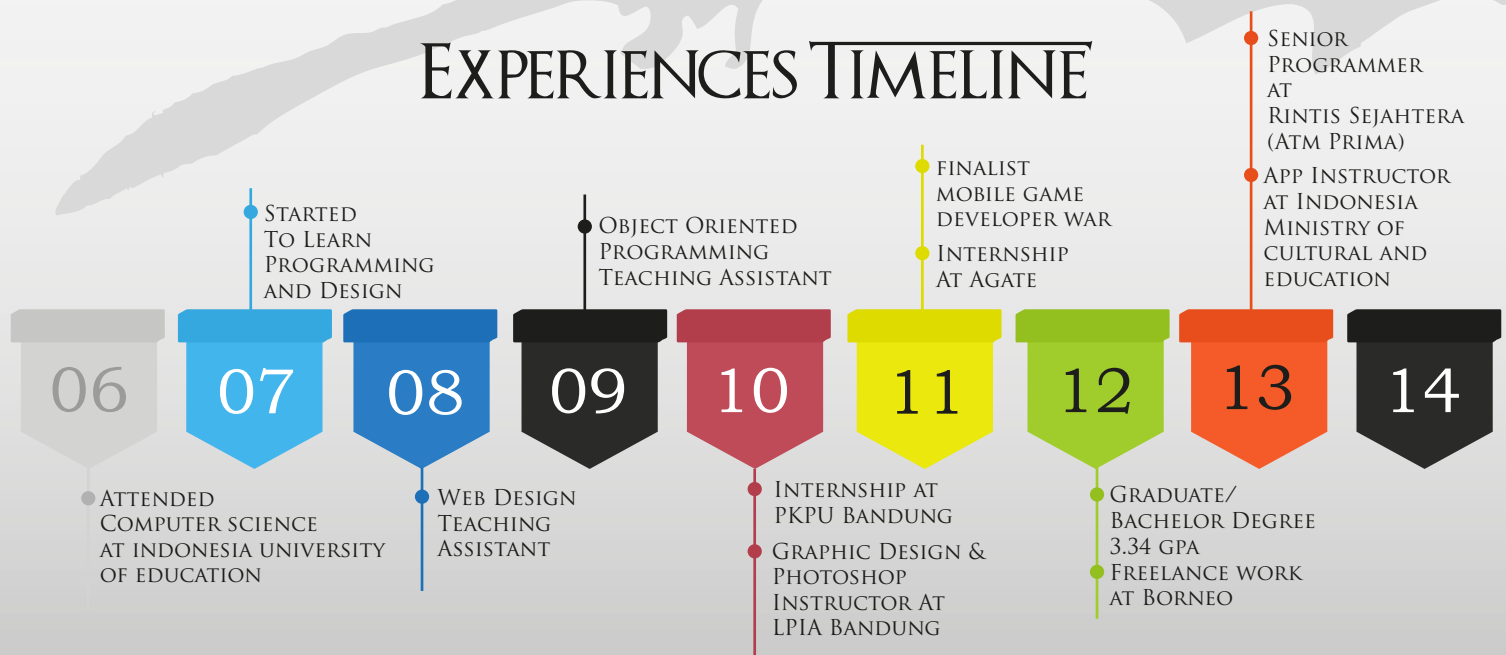 Experiences Timeline
Senior
Programmer
at
Rintis Sejahtera
(Atm Prima)
App Instructor
at Indonesia
Ministry of
cultural and
education
finalist
mobile game
developer war
Internship
At Agate
Started
To Learn
Programming
and Design
Object Oriented
Programming
Teaching Assistant
06
07
08
09
10
11
12
13
14
Attended
Computer science
at indonesia university
of education
Web Design
Teaching
Assistant
Internship at
PKPU Bandung
Graphic Design &
Photoshop
Instructor At
LPIA Bandung
Graduate/
Bachelor Degree
3.34 gpa
Freelance work
at Borneo